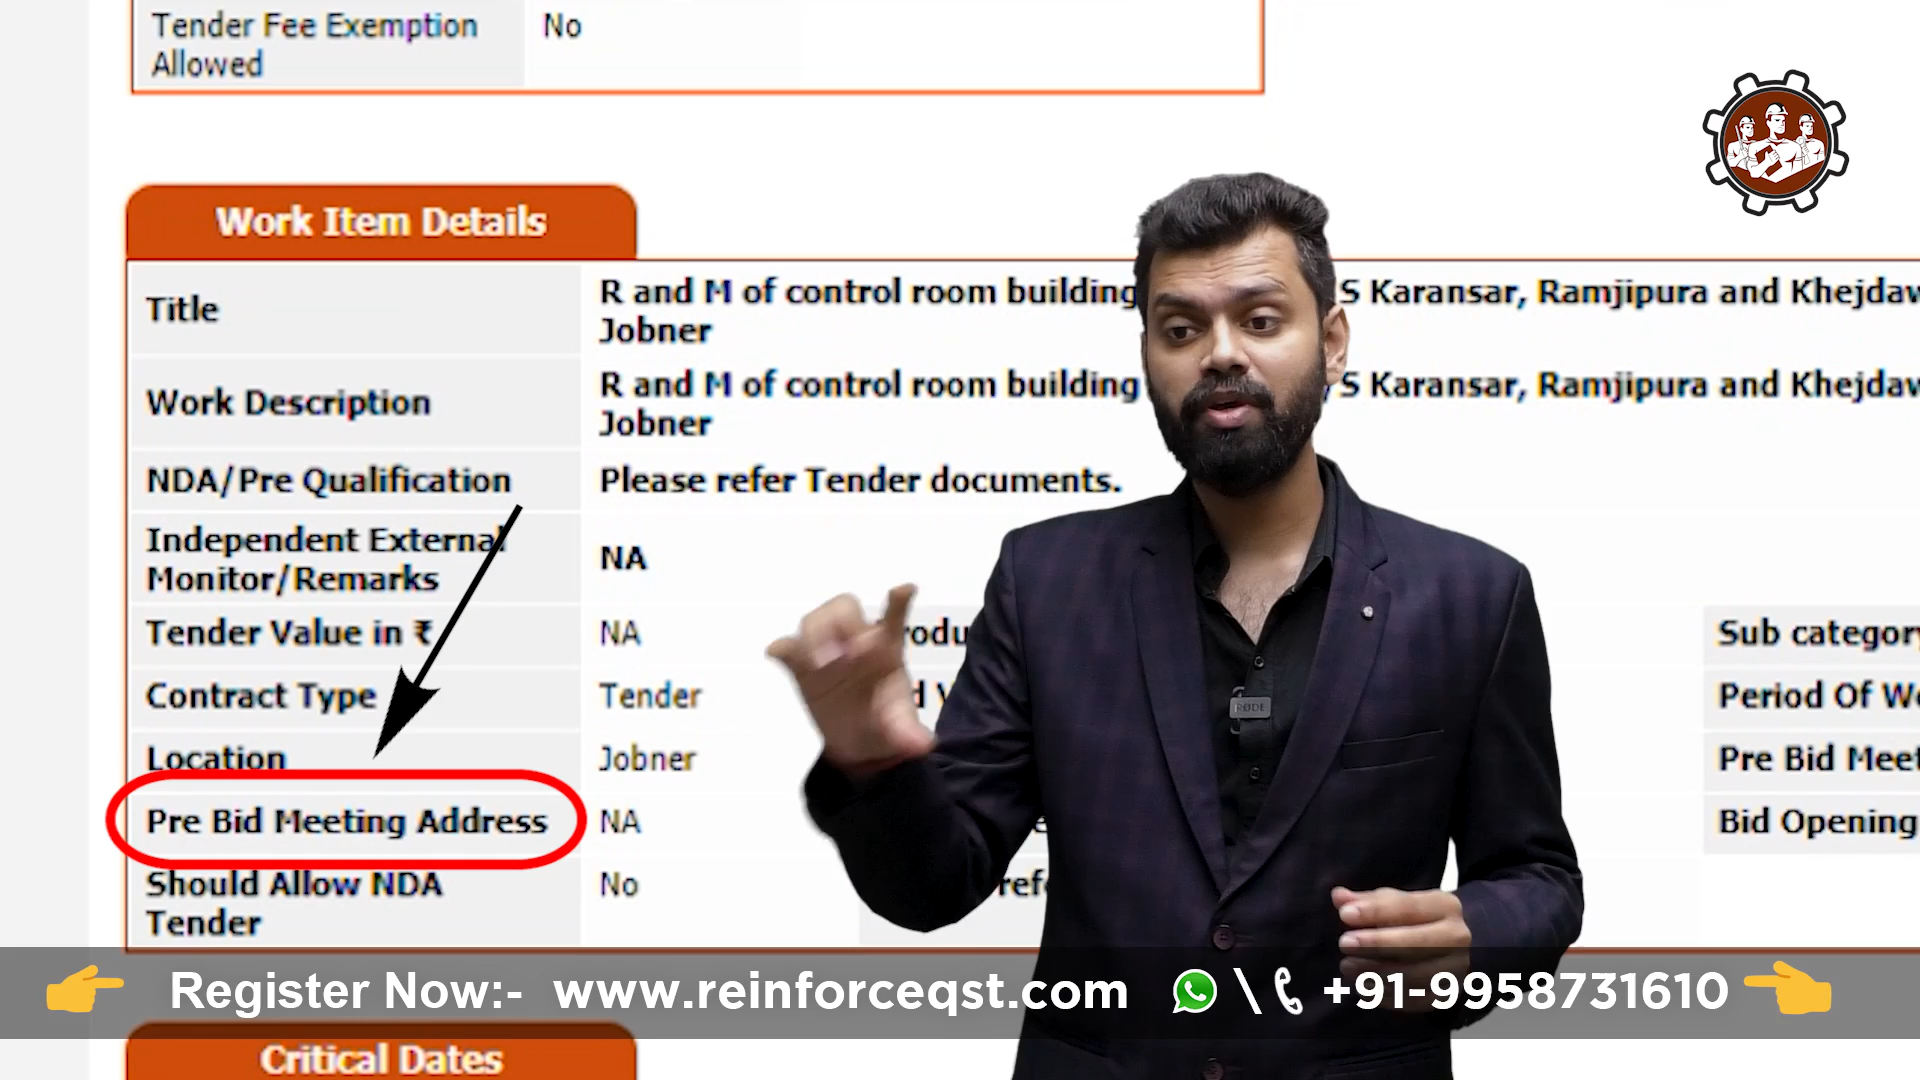 Tender Fee Exemption No
Allowed
Work Item Details
Title R and M of control room building S Karansar, Ramjipura and
Jobner
Work Description R and M of control room building S Karansar, Ramjipura and
Jobner
NDA/Pre Qualification Please refer Tender documents.
Independent External
Monitor/Remarks NA
Tender Value in ₹ NA Sub category
Contract Type Tender Period Of
Location Jobner Pre Bid
Pre Bid Meeting Address NA Bid Opening
Should Allow NDA No
Tender
RØDE
Register Now:- www.reinforceqst.com \ +91-9958731610
Critical Dates